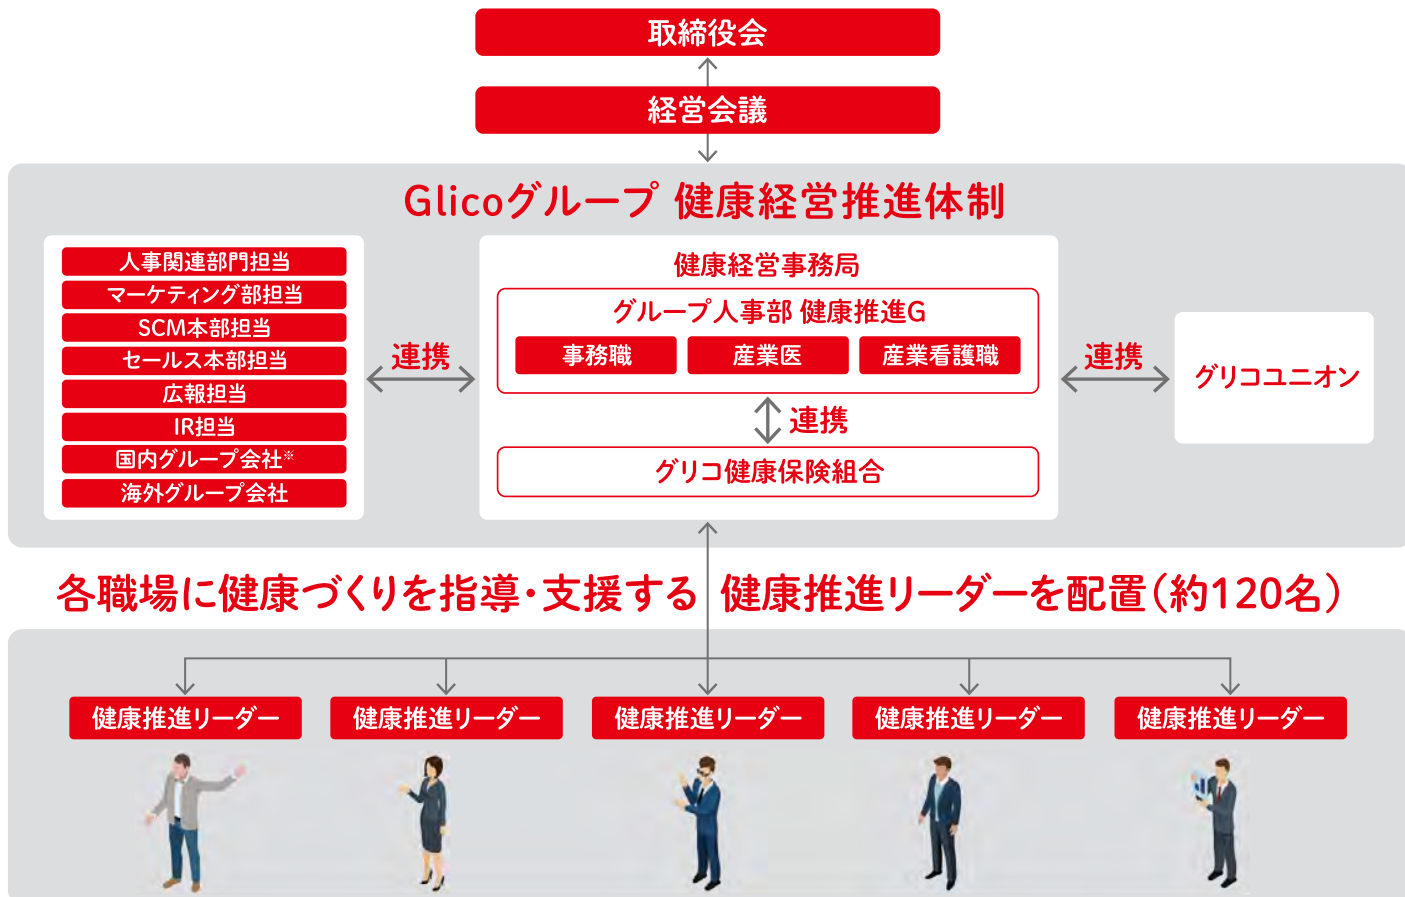 取締役会
経営会議
Glicoグループ 健康経営推進体制
人事関連部門担当
マーケティング部担当
SCM本部担当
セールス本部担当
広報担当
IR担当
国内グループ会社※
海外グループ会社
連携
健康経営事務局
グループ人事部 健康推進G
事務職
産業医
産業看護職
連携
グリコ健康保険組合
連携
グリコユニオン
各職場に健康づくりを指導・支援する 健康推進リーダーを配置(約120名)
健康推進リーダー
健康推進リーダー
健康推進リーダー
健康推進リーダー
健康推進リーダー